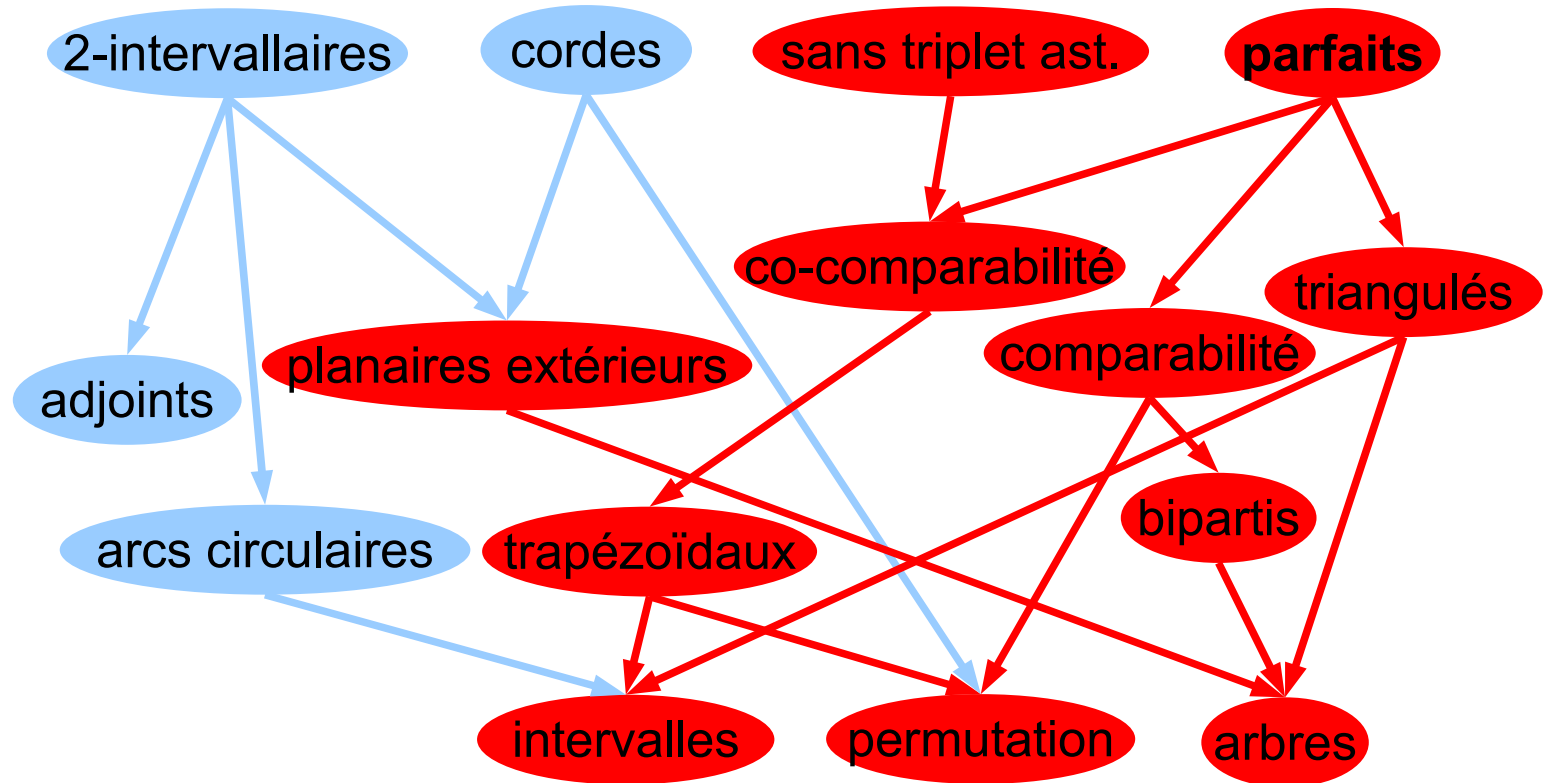 2-intervallaires
cordes
sans triplet ast.
parfaits
co-comparabilité
triangulés
planaires extérieurs
comparabilité
adjoints
bipartis
arcs circulaires
trapézoïdaux
intervalles
permutation
arbres